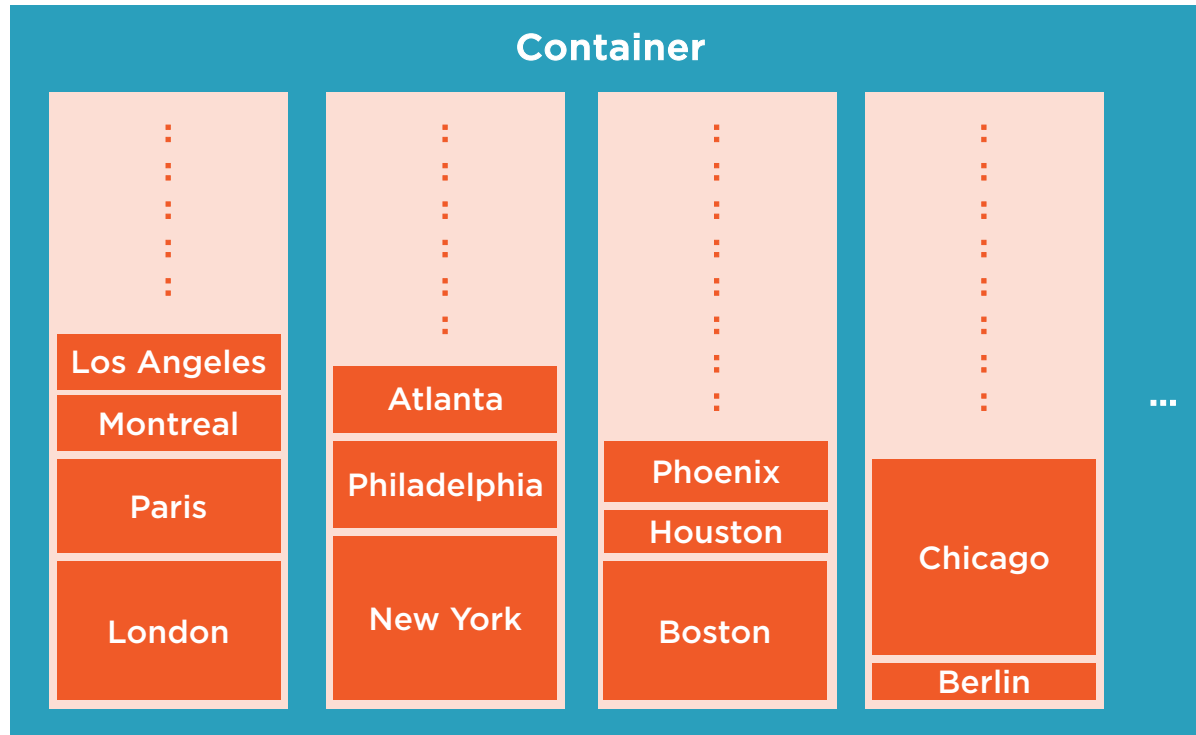 Container
Los Angeles
Montreal
Paris
London
Atlanta
Philadelphia
New York
Phoenix
Houston
Boston
Chicago
Berlin
...